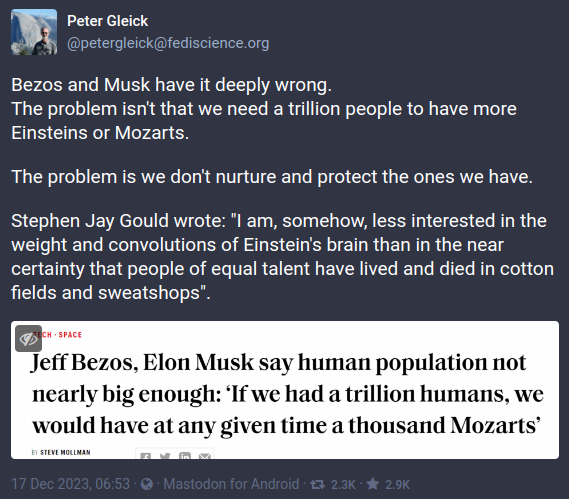 Peter Gleick
@petergleick@fediscience.org
Bezos and Musk have it deeply wrong.
The problem isn't that we need a trillion people to have more
Einsteins or Mozarts.
The problem is we don't nurture and protect the ones we have.
Stephen Jay Gould wrote: "I am, somehow, less interested in the
weight and convolutions of Einstein's brain than in the near
certainty that people of equal talent have lived and died in cotton
fields and sweatshops".
ECH · SPACE
Jeff Bezos, Elon Musk say human population not
nearly big enough: ‘If we had a trillion humans, we
would have at any given time a thousand Mozarts’
BY STEVE MOLLMAN
17 Dec 2023, 06:53 · Mastodon for Android · 2.3K · 2.9K